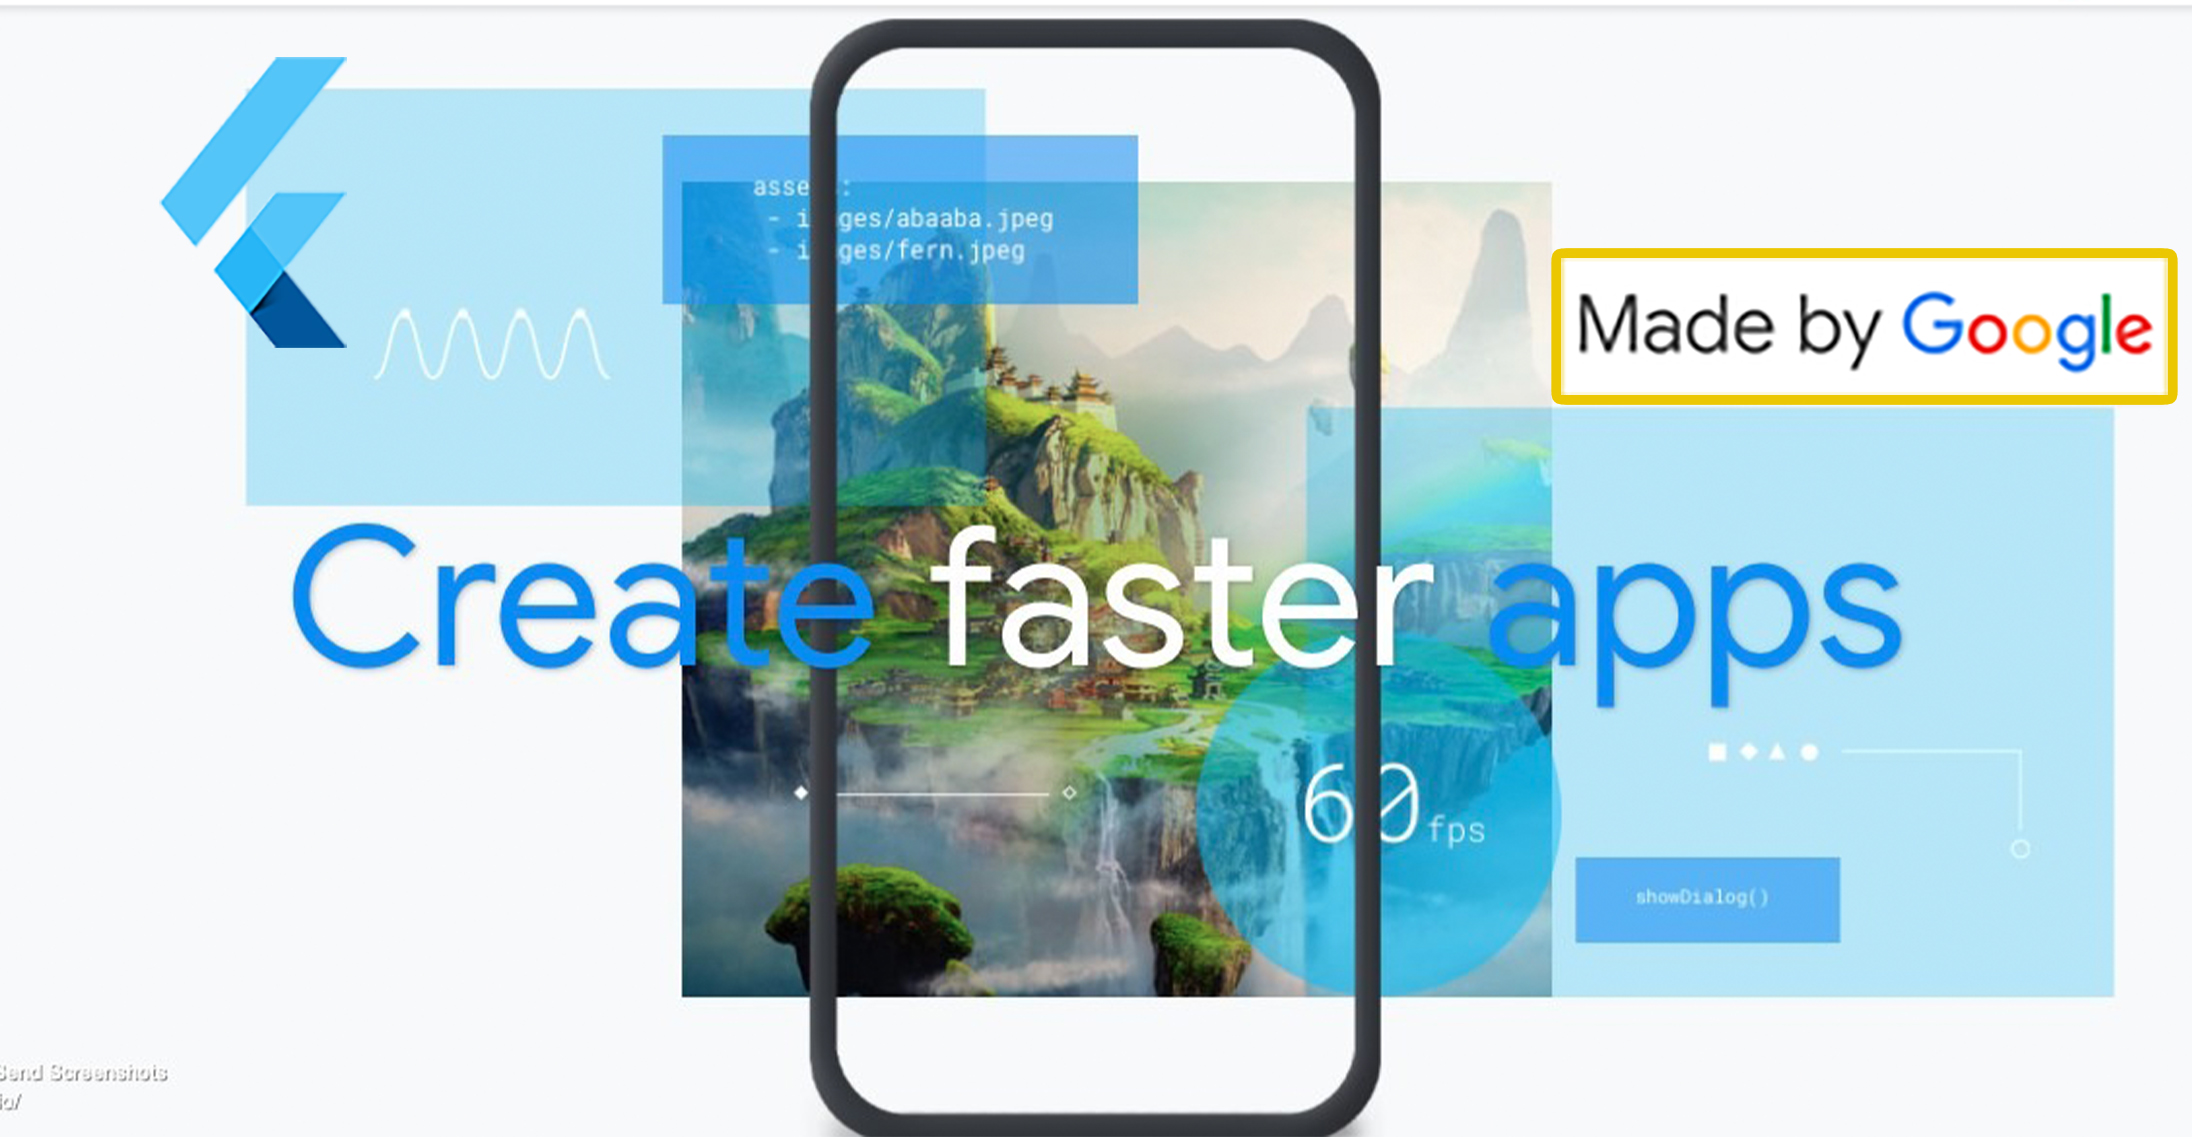 asse s:
- i ges/abaaba.jpeg
- i ges/fern.jpeg
Made by Google
Create faster apps
60 fps
showDialog()
Send Screenshots